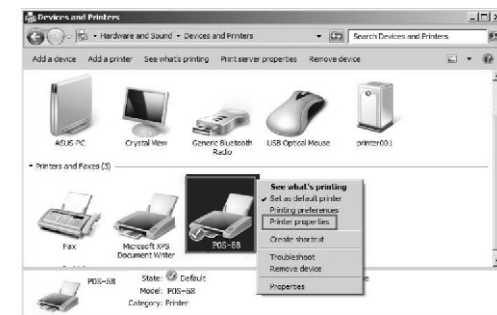 Devices and Printers
Hardware and Sound • Devices and Printers
Search Devices and Printers
Add a device Add a printer See what's printing Print server properties Remove device
ASUS-PC
Crystal View
Generic Bluetooth Radio
USB Optical Mouse
printer001
Printers and Faxes (3)
Fax
Microsoft XPS Document Writer
POS-58
See what's printing
Set as default printer
Printing preferences
Printer properties
Create shortcut
Troubleshoot
Remove device
Properties
POS-58
State: Default
Model: POS-58
Category: Printer